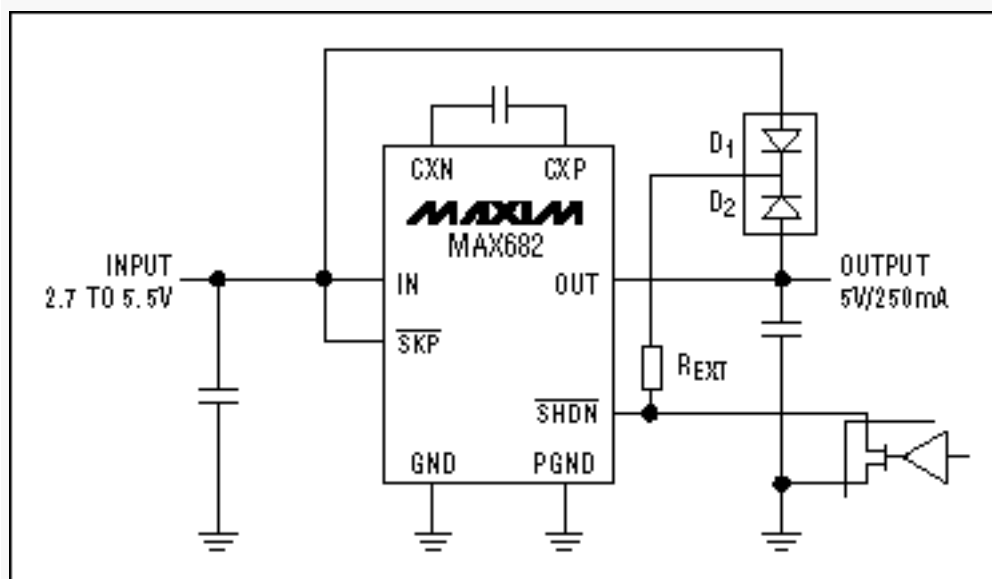 D1
D2
CXN
CXP
MAXIM
MAX682
INPUT
2.7 TO 5.5V
IN
OUT
OUTPUT
5V/250mA
SKP
REXT
SHDN
GND
PGND